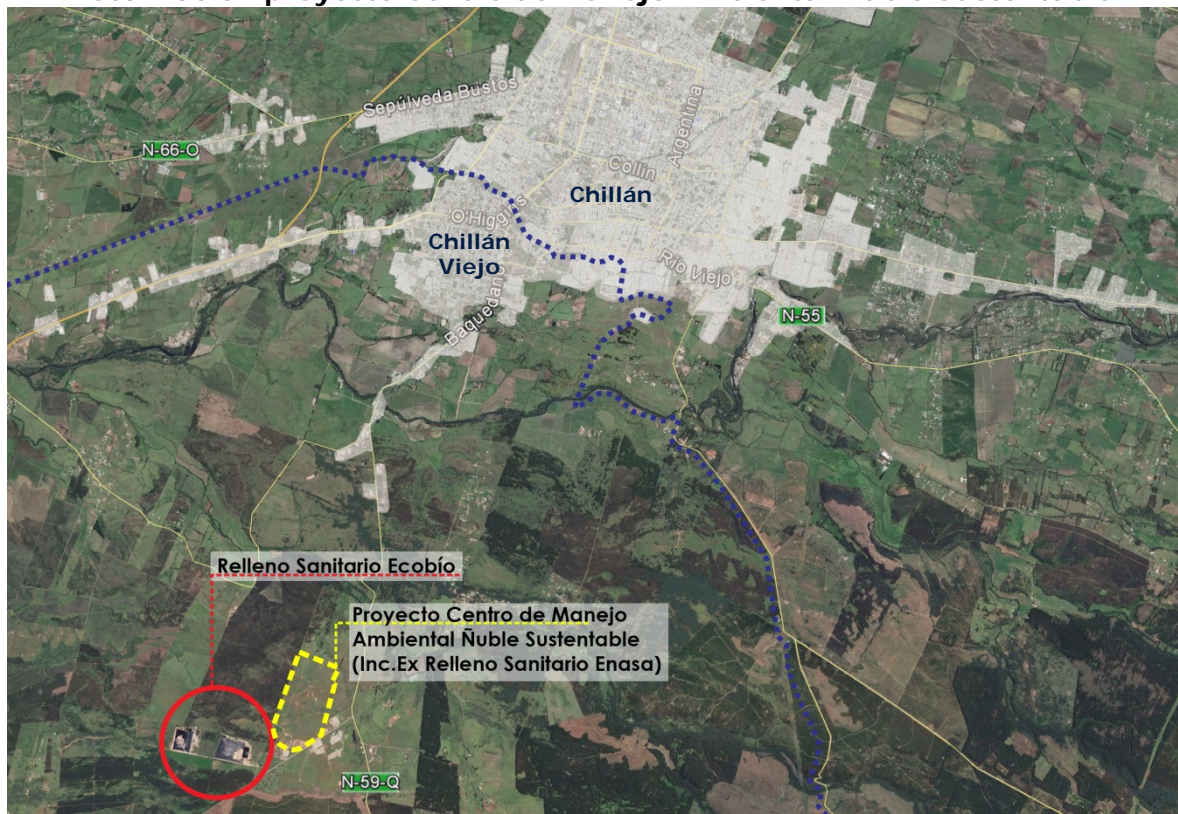 Sepúlveda Bustos
N-66-O
Argentina
Collin
Chillán
O'Higgins
Chillán
Viejo
Río Viejo
Baquedano
N-55
Relleno Sanitario Ecobío
Proyecto Centro de Manejo
Ambiental Ñuble Sustentable
(Inc.Ex Relleno Sanitario Enasa)
N-59-Q